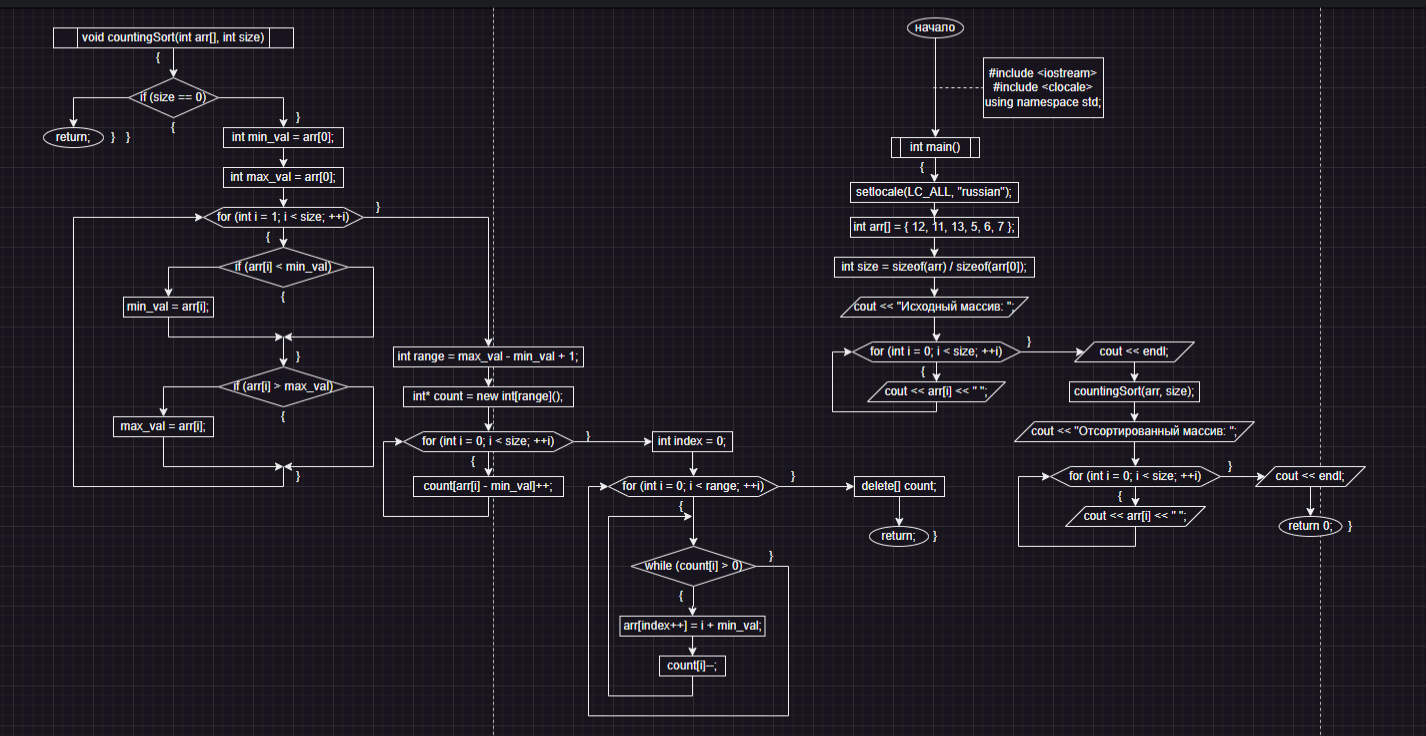 void countingSort(int arr[], int size)
{
if (size == 0)
{
return;
}
}
}
int min_val = arr[0];
int max_val = arr[0];
for (int i = 1; i < size; ++i)
}
{
if (arr[i] < min_val)
{
min_val = arr[i];
}
if (arr[i] > max_val)
{
max_val = arr[i];
}
int range = max_val - min_val + 1;
int* count = new int[range]();
for (int i = 0; i < size; ++i)
}
{
count[arr[i] - min_val]++;
int index = 0;
for (int i = 0; i < range; ++i)
}
{
while (count[i] > 0)
}
{
arr[index++] = i + min_val;
count[i]--;
delete[] count;
return;
}
начало
#include <iostream>
#include <clocale>
using namespace std;
int main()
{
setlocale(LC_ALL, "russian");
int arr[] = { 12, 11, 13, 5, 6, 7 };
int size = sizeof(arr) / sizeof(arr[0]);
cout << "Исходный массив: ";
for (int i = 0; i < size; ++i)
}
{
cout << arr[i] << " ";
cout << endl;
countingSort(arr, size);
cout << "Отсортированный массив: ";
for (int i = 0; i < size; ++i)
}
{
cout << arr[i] << " ";
cout << endl;
return 0;
}